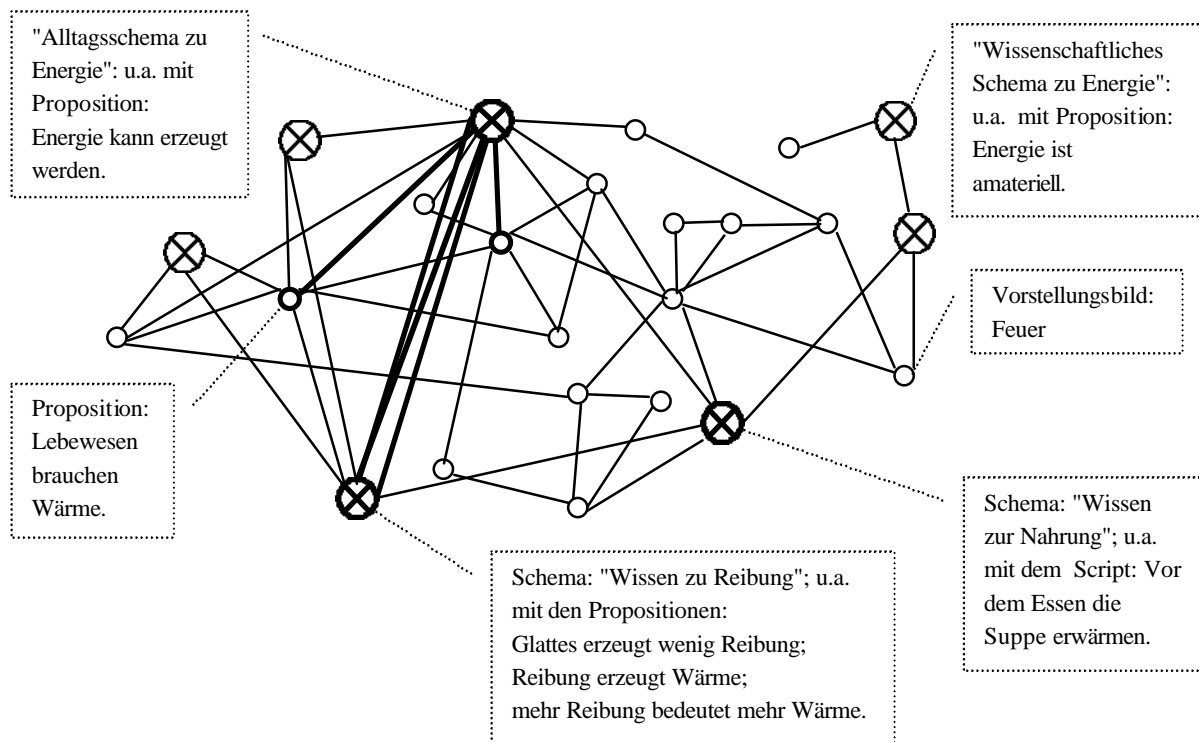 "Alltagsschema zu
Energie": u.a. mit
Proposition:
Energie kann erzeugt
werden.
"Wissenschaftliches
Schema zu Energie":
u.a. mit Proposition:
Energie ist
amateriell.
Vorstellungsbild:
Feuer
Proposition:
Lebewesen
brauchen
Wärme.
Schema: "Wissen zu Reibung"; u.a.
mit den Propositionen:
Glattes erzeugt wenig Reibung;
Reibung erzeugt Wärme;
mehr Reibung bedeutet mehr Wärme.
Schema: "Wissen
zur Nahrung"; u.a.
mit dem Script: Vor
dem Essen die
Suppe erwärmen.